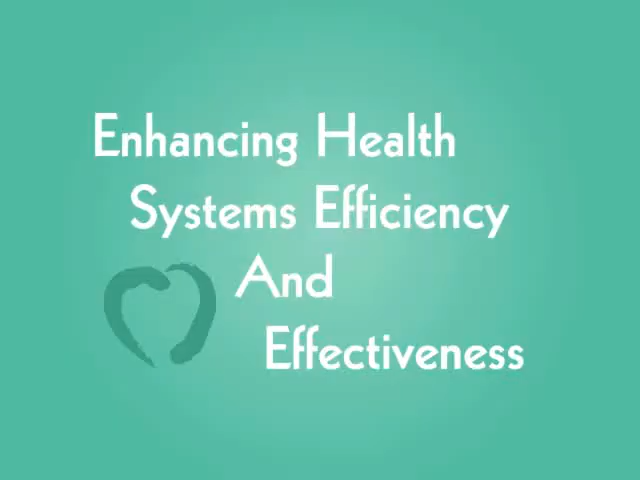 Enhancing Health
Systems Efficiency
And
Effectiveness